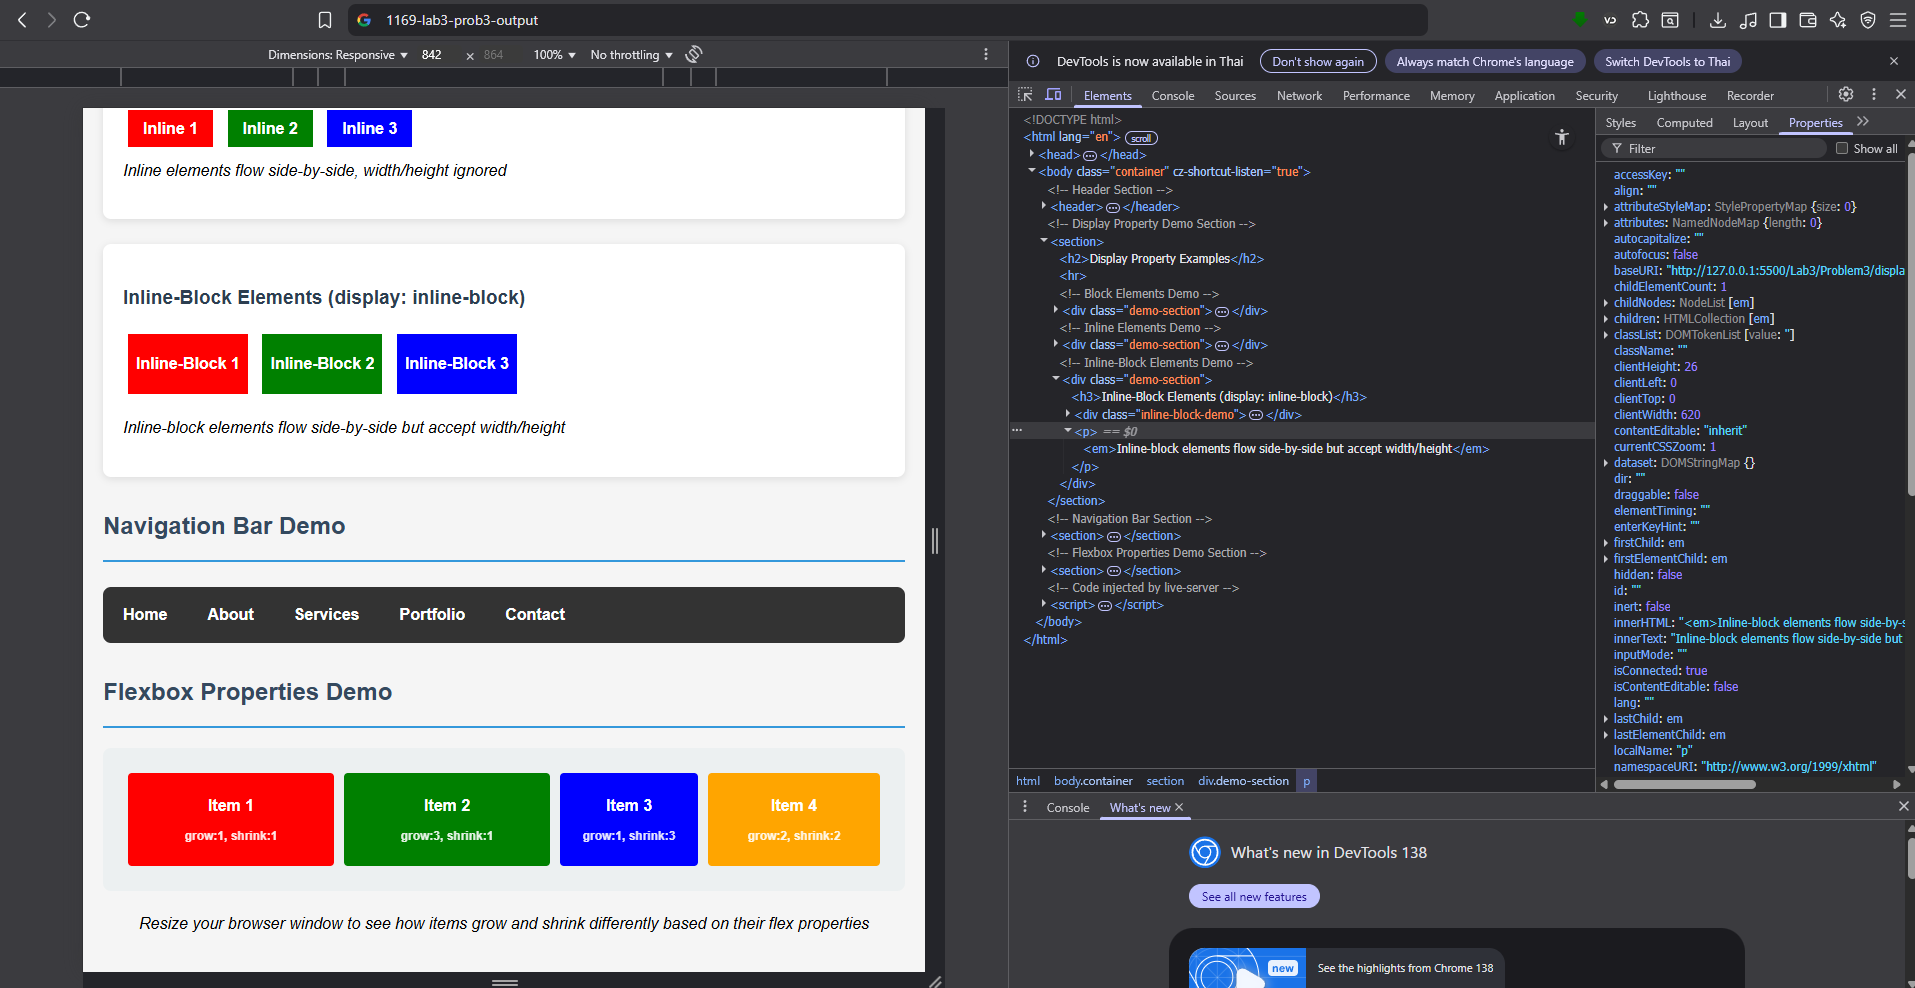 1169-lab3-prob3-output
Dimensions: Responsive 842 × 864 100% No throttling
Inline 1 Inline 2 Inline 3
Inline elements flow side-by-side, width/height ignored
Inline-Block Elements (display: inline-block)
Inline-Block 1 Inline-Block 2 Inline-Block 3
Inline-block elements flow side-by-side but accept width/height
Navigation Bar Demo
Home About Services Portfolio Contact
Flexbox Properties Demo
Item 1 Item 2 Item 3 Item 4
grow:1, shrink:1 grow:3, shrink:1 grow:1, shrink:3 grow:2, shrink:2
Resize your browser window to see how items grow and shrink differently based on their flex properties
DevTools is now available in Thai Don't show again Always match Chrome's language Switch DevTools to Thai
Elements Console Sources Network Performance Memory Application Security Lighthouse Recorder
<!DOCTYPE html>
<html lang="en"> scroll
<head> ... </head>
<body class="container" cz-shortcut-listen="true">
<!-- Header Section -->
<header> ... </header>
<!-- Display Property Demo Section -->
<section>
<h2>Display Property Examples</h2>
<hr>
<!-- Block Elements Demo -->
<div class="demo-section"> ... </div>
<!-- Inline Elements Demo -->
<div class="demo-section"> ... </div>
<!-- Inline-Block Elements Demo -->
<div class="demo-section">
<h3>Inline-Block Elements (display: inline-block)</h3>
<div class="inline-block-demo"> ... </div>
... <p> == $0
<em>Inline-block elements flow side-by-side but accept width/height</em>
</p>
</div>
</section>
<!-- Navigation Bar Section -->
<section> ... </section>
<!-- Flexbox Properties Demo Section -->
<section> ... </section>
<!-- Code injected by live-server -->
<script> ... </script>
</body>
</html>
html body.container section div.demo-section p
Styles Computed Layout Properties
Filter Show all
accessKey: ""
align: ""
attributeStyleMap: StylePropertyMap {size: 0}
attributes: NamedNodeMap {length: 0}
autocapitalize: ""
autofocus: false
baseURI: "http://127.0.0.1:5500/Lab3/Problem3/displa
childElementCount: 1
childNodes: NodeList [em]
children: HTMLCollection [em]
classList: DOMTokenList [value: '']
className: ""
clientHeight: 26
clientLeft: 0
clientTop: 0
clientWidth: 620
contentEditable: "inherit"
currentCSSZoom: 1
dataset: DOMStringMap {}
dir: ""
draggable: false
elementTiming: ""
enterKeyHint: ""
firstChild: em
firstElementChild: em
hidden: false
id: ""
inert: false
innerHTML: "<em>Inline-block elements flow side-by-s
innerText: "Inline-block elements flow side-by-side but
inputMode: ""
isConnected: true
isContentEditable: false
lang: ""
lastChild: em
lastElementChild: em
localName: "p"
namespaceURI: "http://www.w3.org/1999/xhtml"
Console What's new
What's new in DevTools 138
See all new features
new See the highlights from Chrome 138